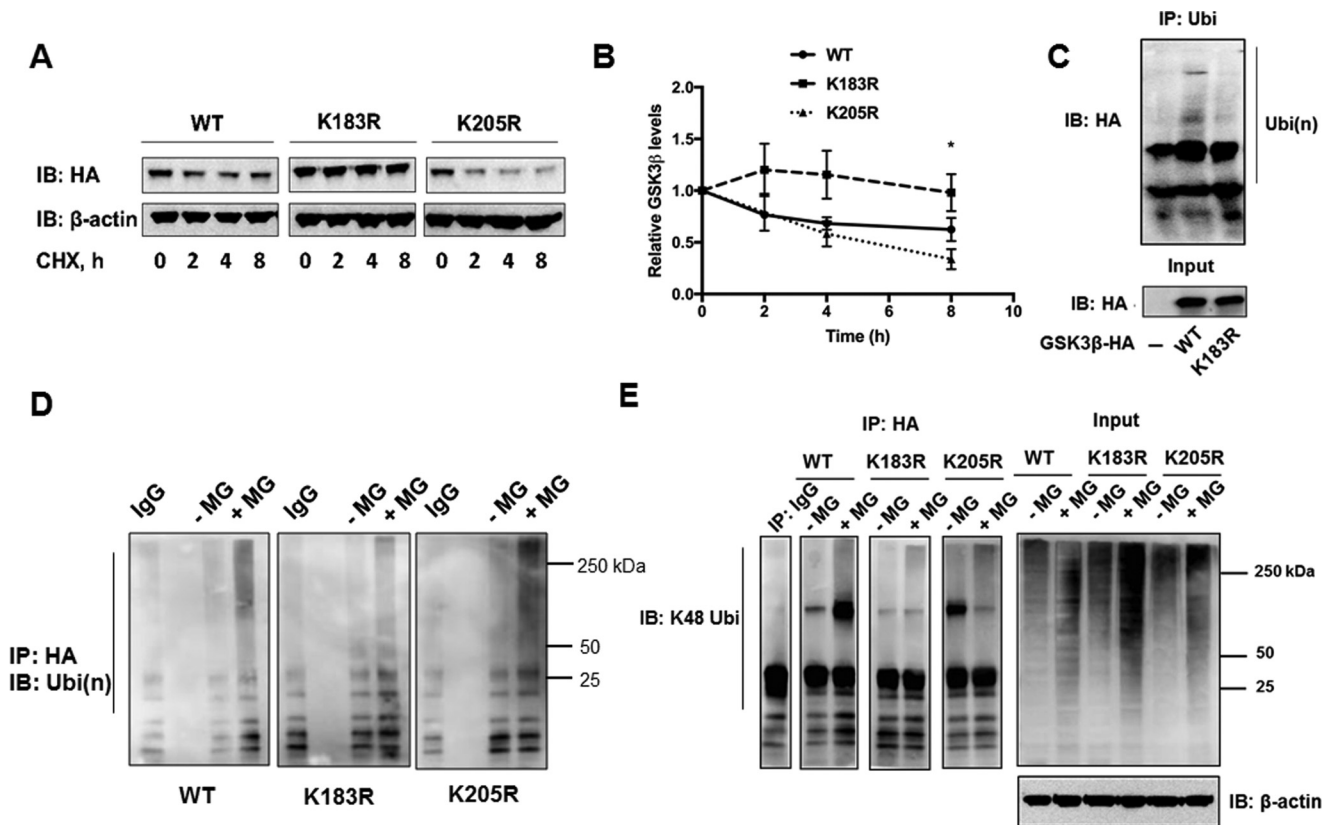 A
WT K183R K205R
IB: HA
IB: β-actin
CHX, h 0 2 4 8 0 2 4 8 0 2 4 8
B
WT
K183R
K205R
2.0
1.5
1.0
0.5
0.0
*
0 2 4 6 8 10
Relative GSK3β levels
Time (h)
C
IP: Ubi
IB: HA
Ubi(n)
Input
IB: HA
GSK3β-HA – WT K183R
D
IgG - MG + MG IgG - MG + MG IgG - MG + MG
250 kDa
50
25
IP: HA
IB: Ubi(n)
WT K183R K205R
E
IP: HA Input
WT K183R K205R WT K183R K205R
IP: IgG - MG + MG - MG + MG - MG + MG - MG + MG - MG + MG - MG + MG
IB: K48 Ubi
250 kDa
50
25
IB: β-actin